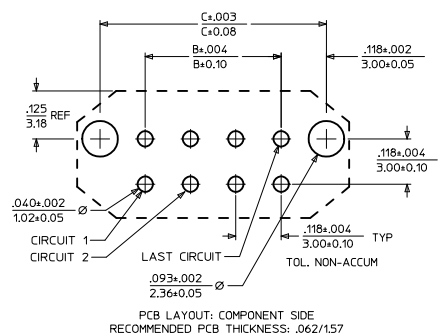 C±.003
C±0.08
B±.004
B±0.10
.118±.002
3.00±0.05
.125
3.18 REF
.118±.004
3.00±0.10
.040±.002
1.02±0.05 Ø
CIRCUIT 1
CIRCUIT 2
LAST CIRCUIT
.118±.004
3.00±0.10 TYP
TOL. NON-ACCUM
.093±.002
2.36±0.05 Ø
PCB LAYOUT: COMPONENT SIDE
RECOMMENDED PCB THICKNESS: .062/1.57